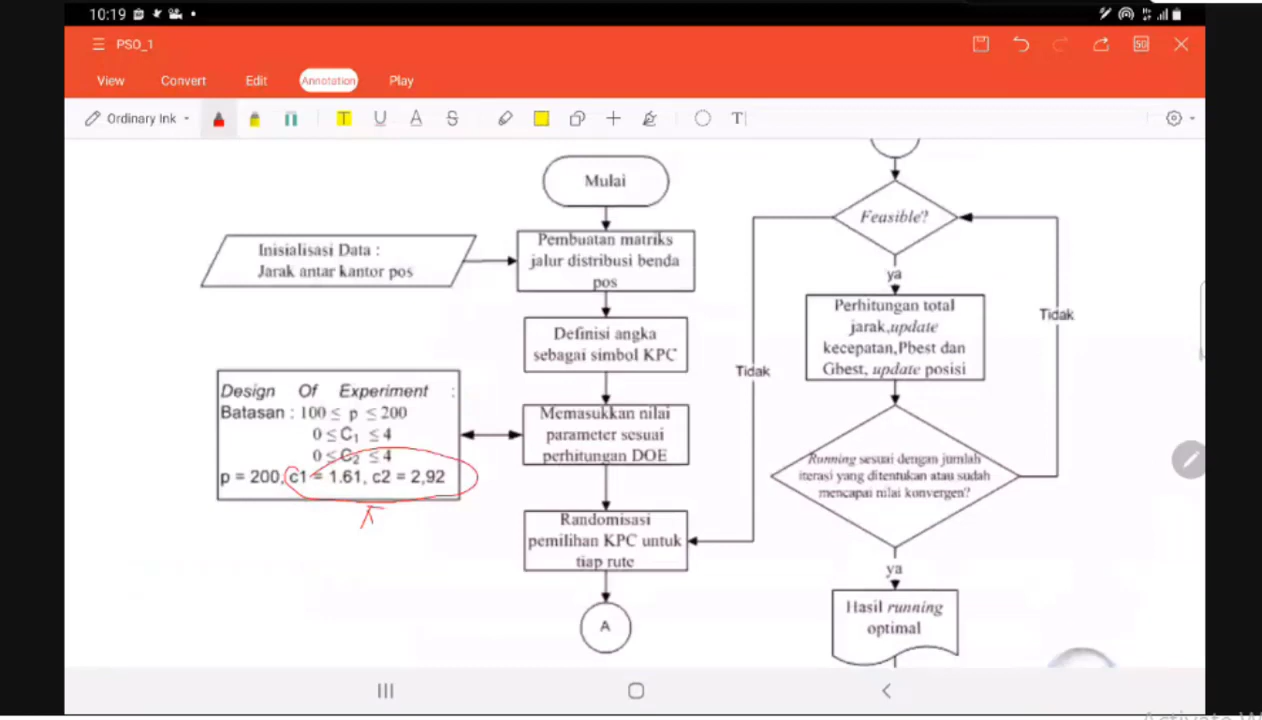 10:19
PSO_1
View Convert Edit Annotation Play
Ordinary Ink
Mulai
Inisialisasi Data :
Jarak antar kantor pos
Pembuatan matriks
jalur distribusi benda
pos
Definisi angka
sebagai simbol KPC
Design Of Experiment :
Batasan : 100 ≤ p ≤ 200
0 ≤ C1 ≤ 4
0 ≤ C2 ≤ 4
p = 200, c1 = 1.61, c2 = 2,92
Memasukkan nilai
parameter sesuai
perhitungan DOE
Randomisasi
pemilihan KPC untuk
tiap rute
A
Feasible?
ya
Tidak
Perhitungan total
jarak,update
kecepatan,Pbest dan
Gbest, update posisi
Tidak
Running sesuai dengan jumlah
iterasi yang ditentukan atau sudah
mencapai nilai konvergen?
ya
Hasil running
optimal